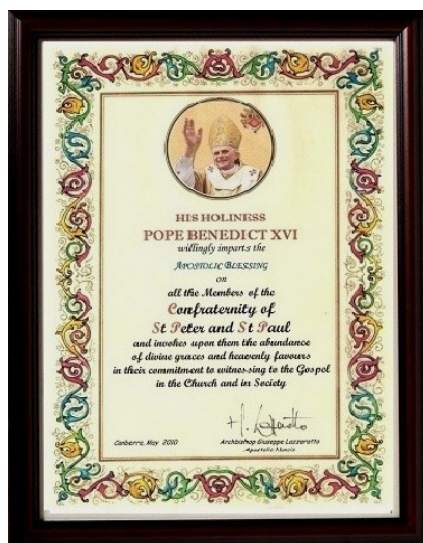 HIS HOLINESS
POPE BENEDICT XVI
willingly imparts the
APOSTOLIC BLESSING
on
all the Members of the
Confraternity of
St Peter and St Paul
and invokes upon them the abundance
of divine graces and heavenly favours
in their commitment to witnes-sing to the Gospel
in the Church and in Society
Canberra, May 2010
Archbishop Giuseppe Lazzarotto
Apostolic Nuncio